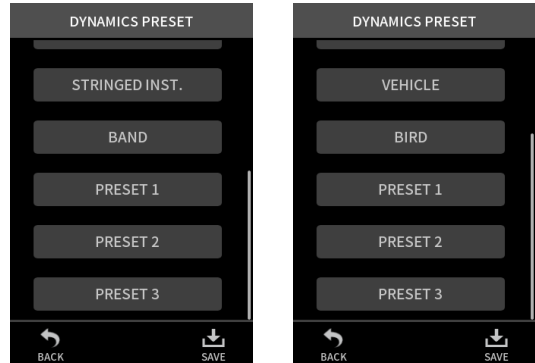 DYNAMICS PRESET
STRINGED INST.
BAND
PRESET 1
PRESET 2
PRESET 3
BACK
SAVE
DYNAMICS PRESET
VEHICLE
BIRD
PRESET 1
PRESET 2
PRESET 3
BACK
SAVE